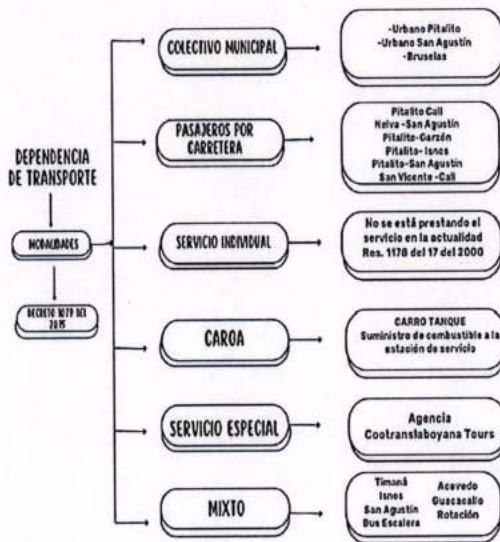 DEPENDENCIA
DE TRANSPORTE
MODALIDADES
DECRETO 1079 DEL
2015
COLECTIVO MUNICIPAL
-Urbano Pitalito
-Urbano San Agustín
-Bruselas
PASAJEROS POR
CARRETERA
Pitalito Cali
Neiva -San Agustín
Pitalito-Garzón
Pitalito- Isnos
Pitalito-San Agustín
San Vicente -Cali
SERVICIO INDIVIDUAL
No se está prestando el
servicio en la actualidad
Res. 1178 del 17 del 2000
CARGA
CARRO TANQUE
Suministro de combustible a la
estación de servicio
SERVICIO ESPECIAL
Agencia
Cootranslaboyana Tours
MIXTO
Timaná
Isnos
San Agustín
Bus Escalera
Acevedo
Guacacallo
Rotación